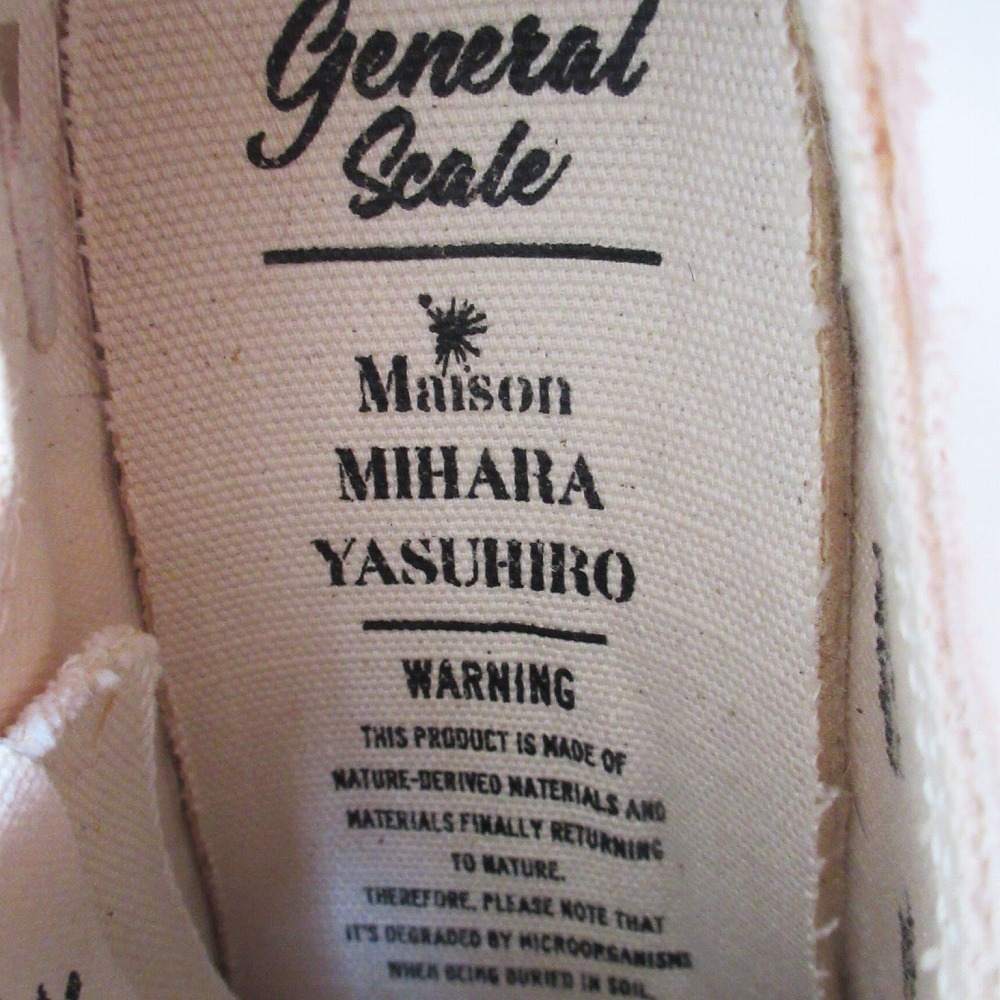 General
Scale
Maison
MIHARA
YASUHIRO
WARNING
THIS PRODUCT IS MADE OF
NATURE-DERIVED MATERIALS AND
MATERIALS FINALLY RETURNING
TO NATURE.
THEREFORE, PLEASE NOTE THAT
IT'S DEGRADED BY MICROORGANISMS
WHEN BEING BURIED IN SOIL.